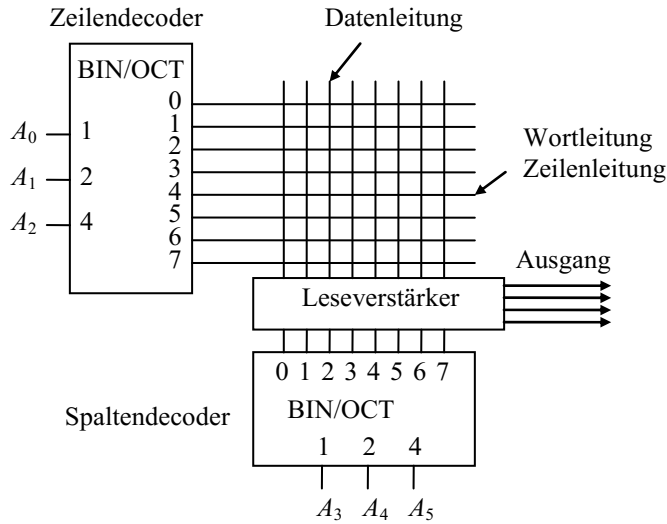 Zeilendecoder
Datenleitung
BIN/OCT
0
A0 1
1
2
A1 2
3
4
A2 4
5
6
7
Wortleitung
Zeilenleitung
Ausgang
Leseverstärker
0 1 2 3 4 5 6 7
Spaltendecoder
BIN/OCT
1 2 4
A3 A4 A5